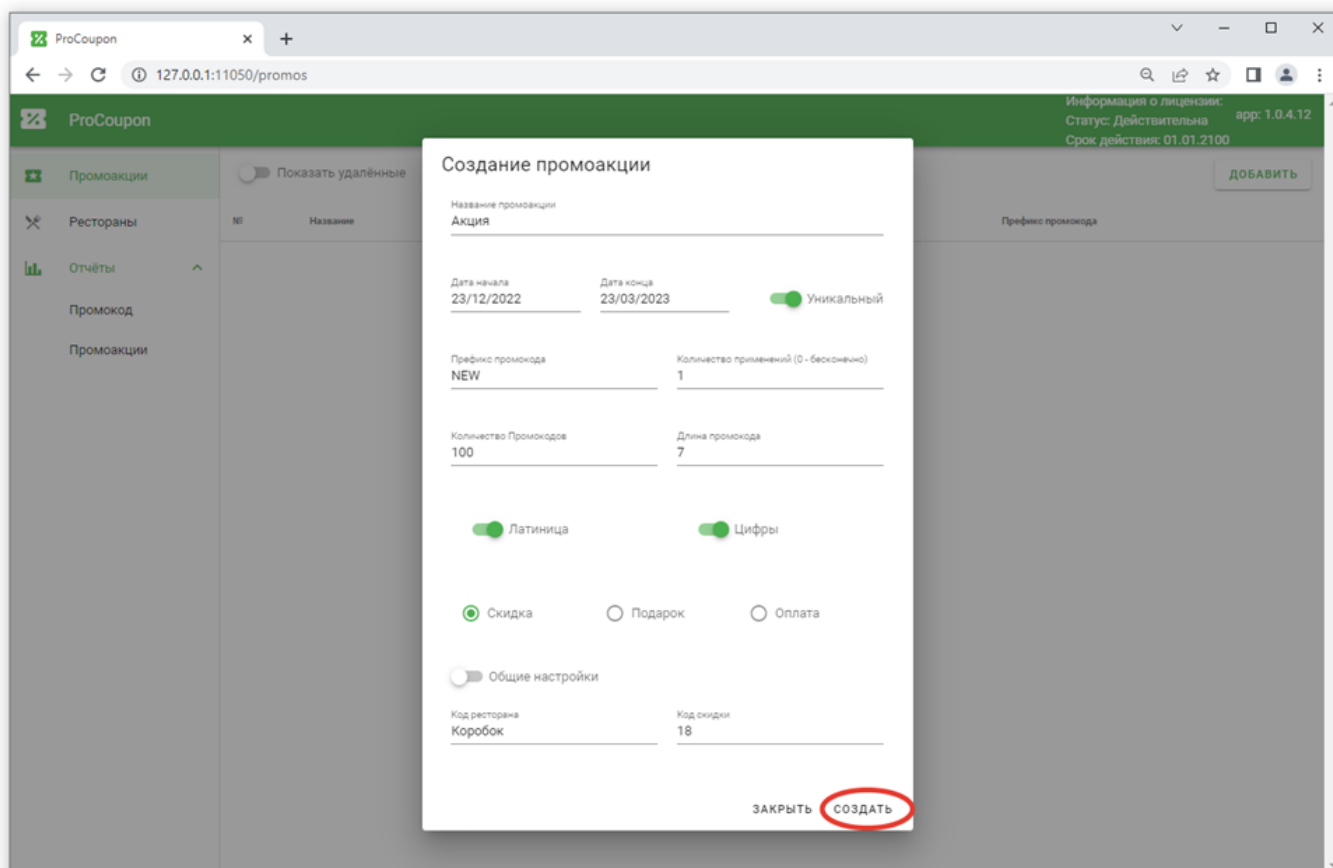 ProCoupon
127.0.0.1:11050/promos
ProCoupon
Информация о лицензии:
Статус: Действительна
Срок действия: 01.01.2100
app: 1.0.4.12
Промоакции
Рестораны
Отчёты
Промокод
Промоакции
Показать удалённые
ДОБАВИТЬ
№ Название Префикс промокода
Создание промоакции
Название промоакции
Акция
Дата начала Дата конца
23/12/2022 23/03/2023 Уникальный
Префикс промокода Количество применений (0 - бесконечно)
NEW 1
Количество Промокодов Длина промокода
100 7
Латиница Цифры
Скидка Подарок Оплата
Общие настройки
Код ресторана Код скидки
Коробок 18
ЗАКРЫТЬ СОЗДАТЬ